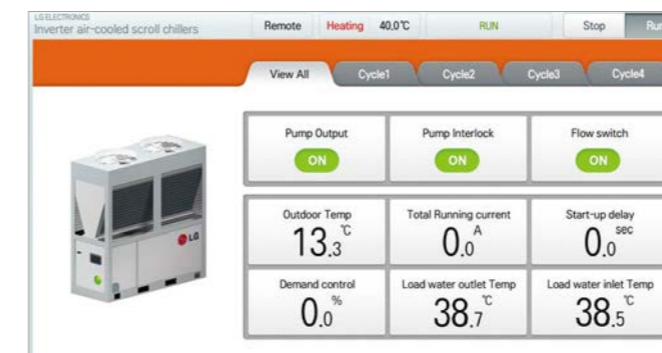 LG ELECTRONICS
Inverter air-cooled scroll chillers
Remote Heating 40.0℃ RUN Stop Run
View All Cycle1 Cycle2 Cycle3 Cycle4
Pump Output Pump Interlock Flow switch
ON ON ON
Outdoor Temp Total Running current Start-up delay
13.3 ℃ 0.0 A 0.0 sec
Demand control Load water outlet Temp Load water inlet Temp
0.0 % 38.7 ℃ 38.5 ℃
LG